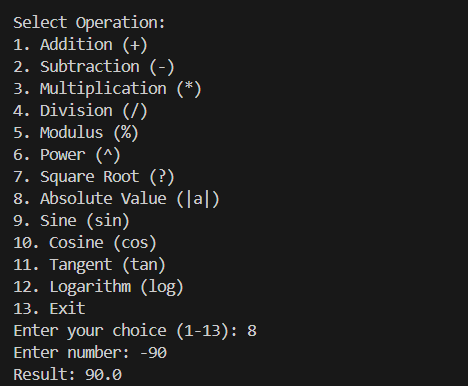 Select Operation:
1. Addition (+)
2. Subtraction (-)
3. Multiplication (*)
4. Division (/)
5. Modulus (%)
6. Power (^)
7. Square Root (?)
8. Absolute Value (|a|)
9. Sine (sin)
10. Cosine (cos)
11. Tangent (tan)
12. Logarithm (log)
13. Exit
Enter your choice (1-13): 8
Enter number: -90
Result: 90.0